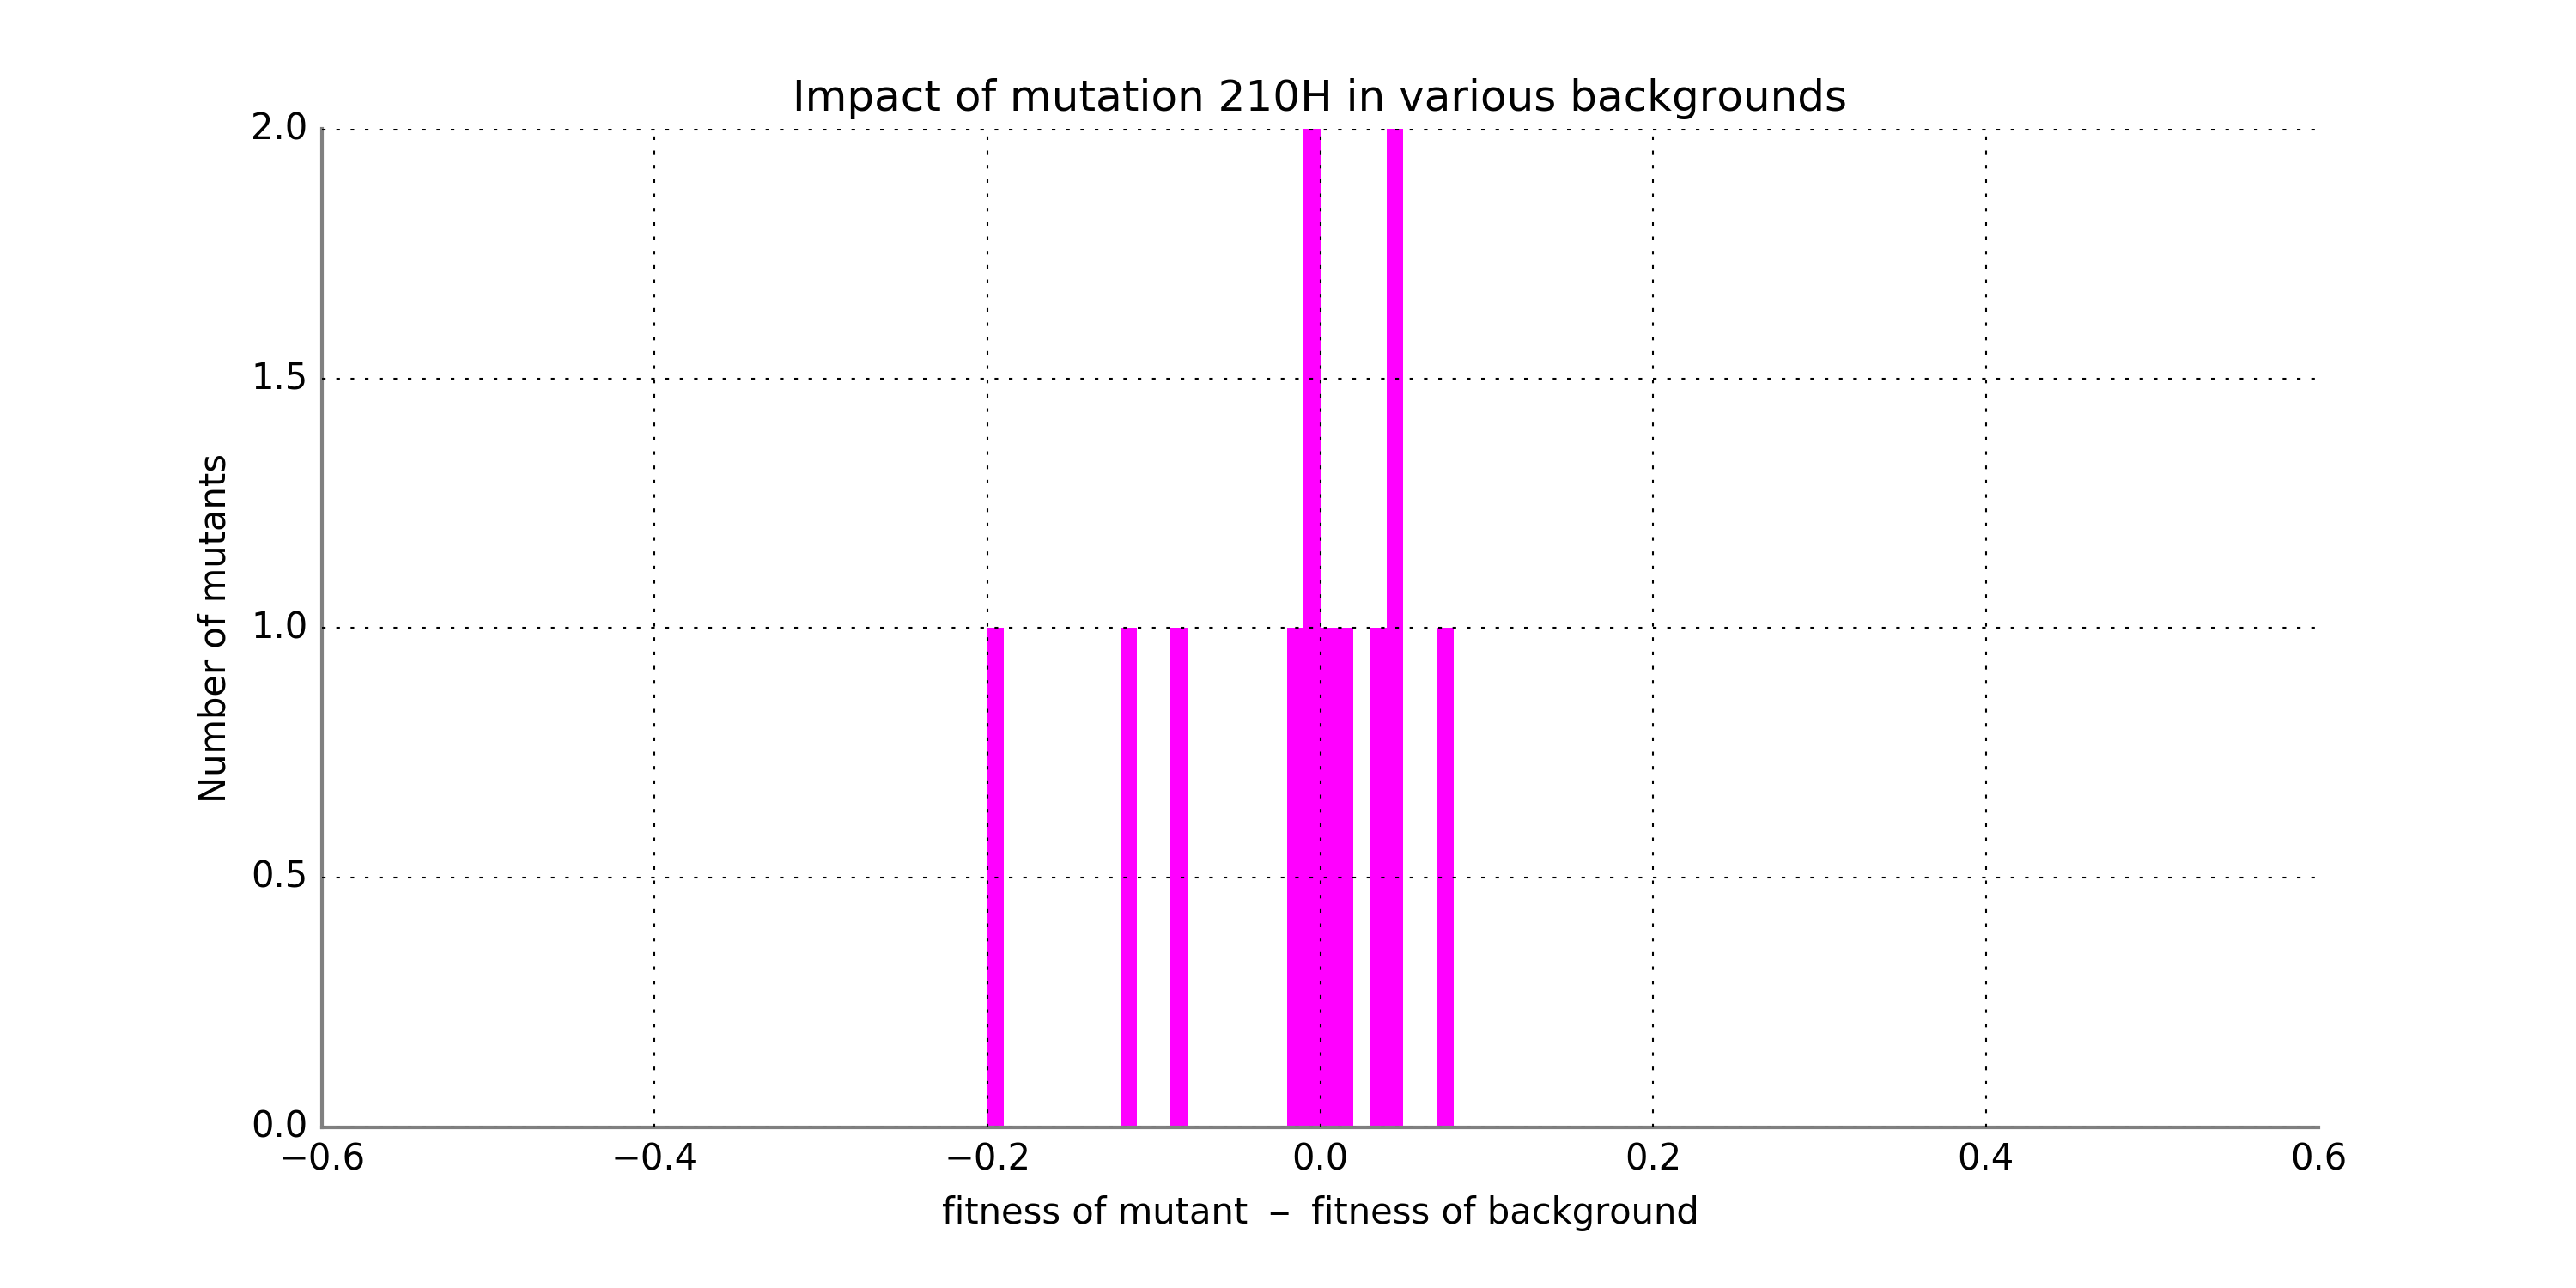 Impact of mutation 210H in various backgrounds
2.0
1.5
1.0
0.5
0.0
Number of mutants
−0.6 −0.4 −0.2 0.0 0.2 0.4 0.6
fitness of mutant − fitness of background